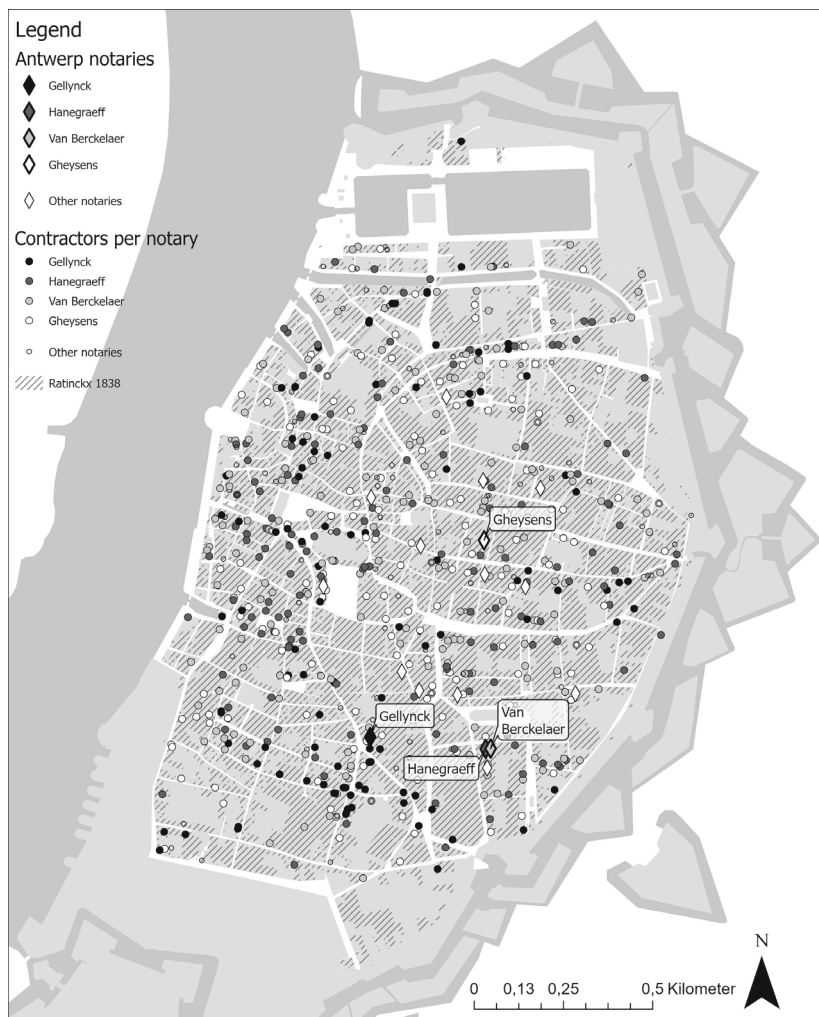 Legend
Antwerp notaries
Gellynck
Hanegraeff
Van Berckelaer
Gheysens
Other notaries
Contractors per notary
Gellynck
Hanegraeff
Van Berckelaer
Gheysens
Other notaries
Ratinckx 1838
Gheysens
Gellynck
Van
Berckelaer
Hanegraeff
N
0 0,13 0,25 0,5 Kilometer